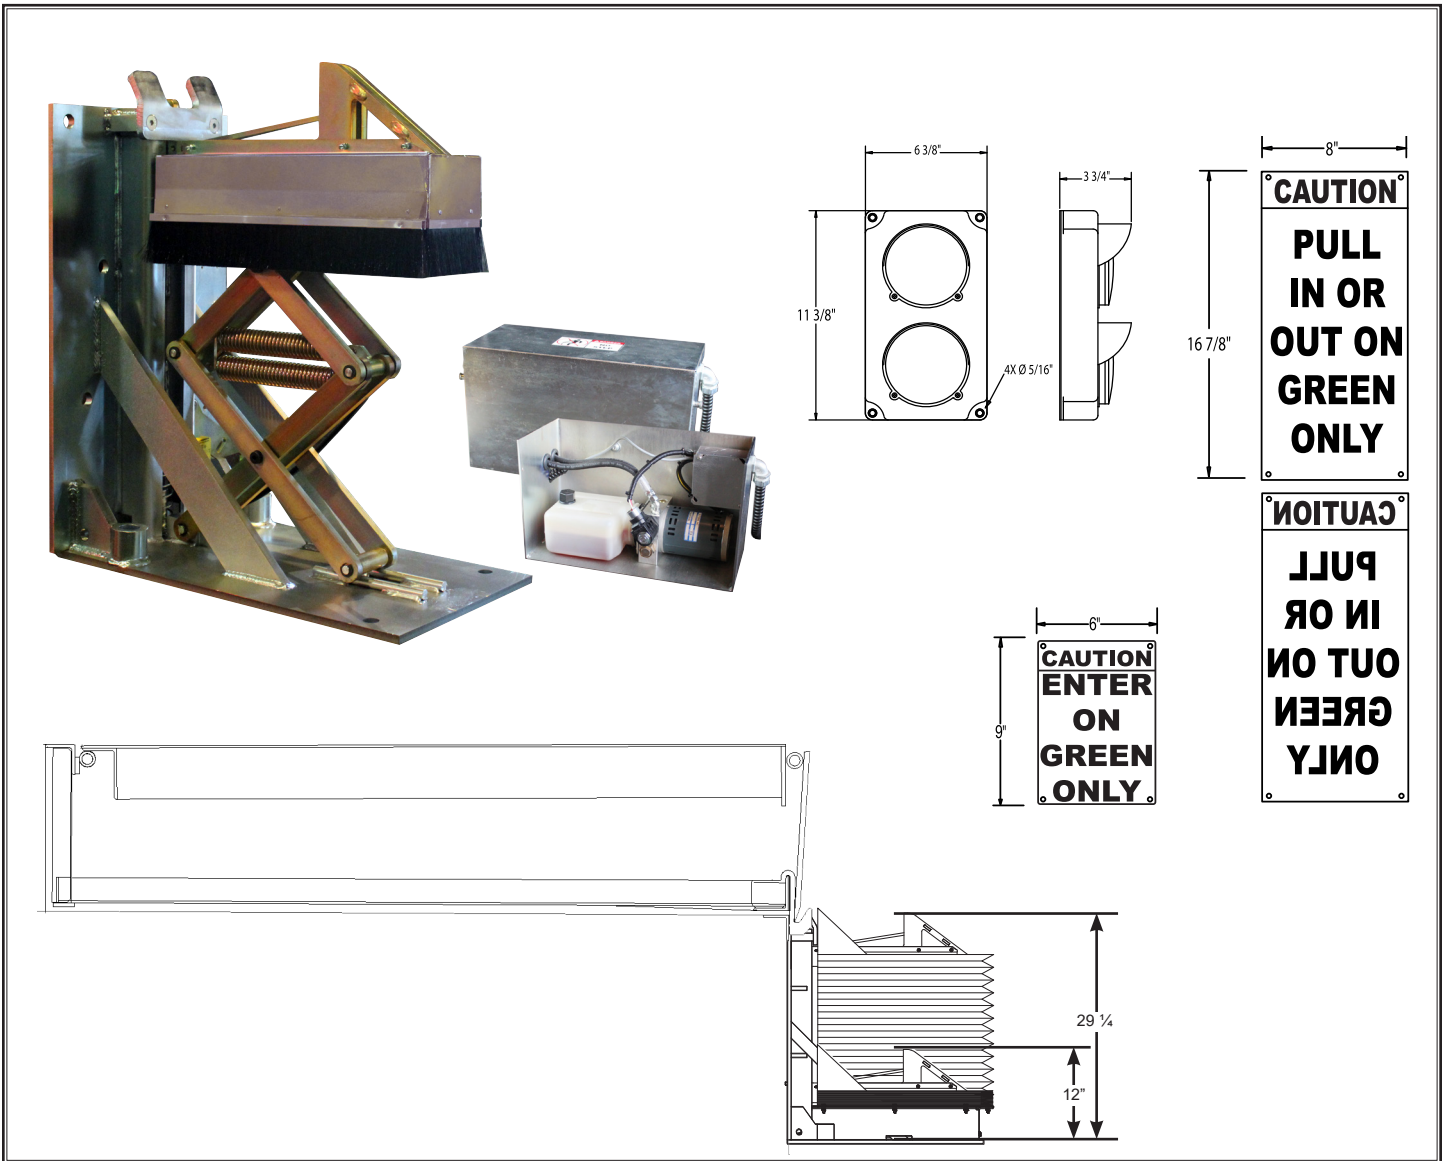 6 3/8"
3 3/4"
11 3/8"
4X Ø 5/16"
8"
16 7/8"
CAUTION
PULL
IN OR
OUT ON
GREEN
ONLY
CAUTION
PULL
IN OR
OUT ON
GREEN
ONLY
6"
9"
CAUTION
ENTER
ON
GREEN
ONLY
29 ¼
12”